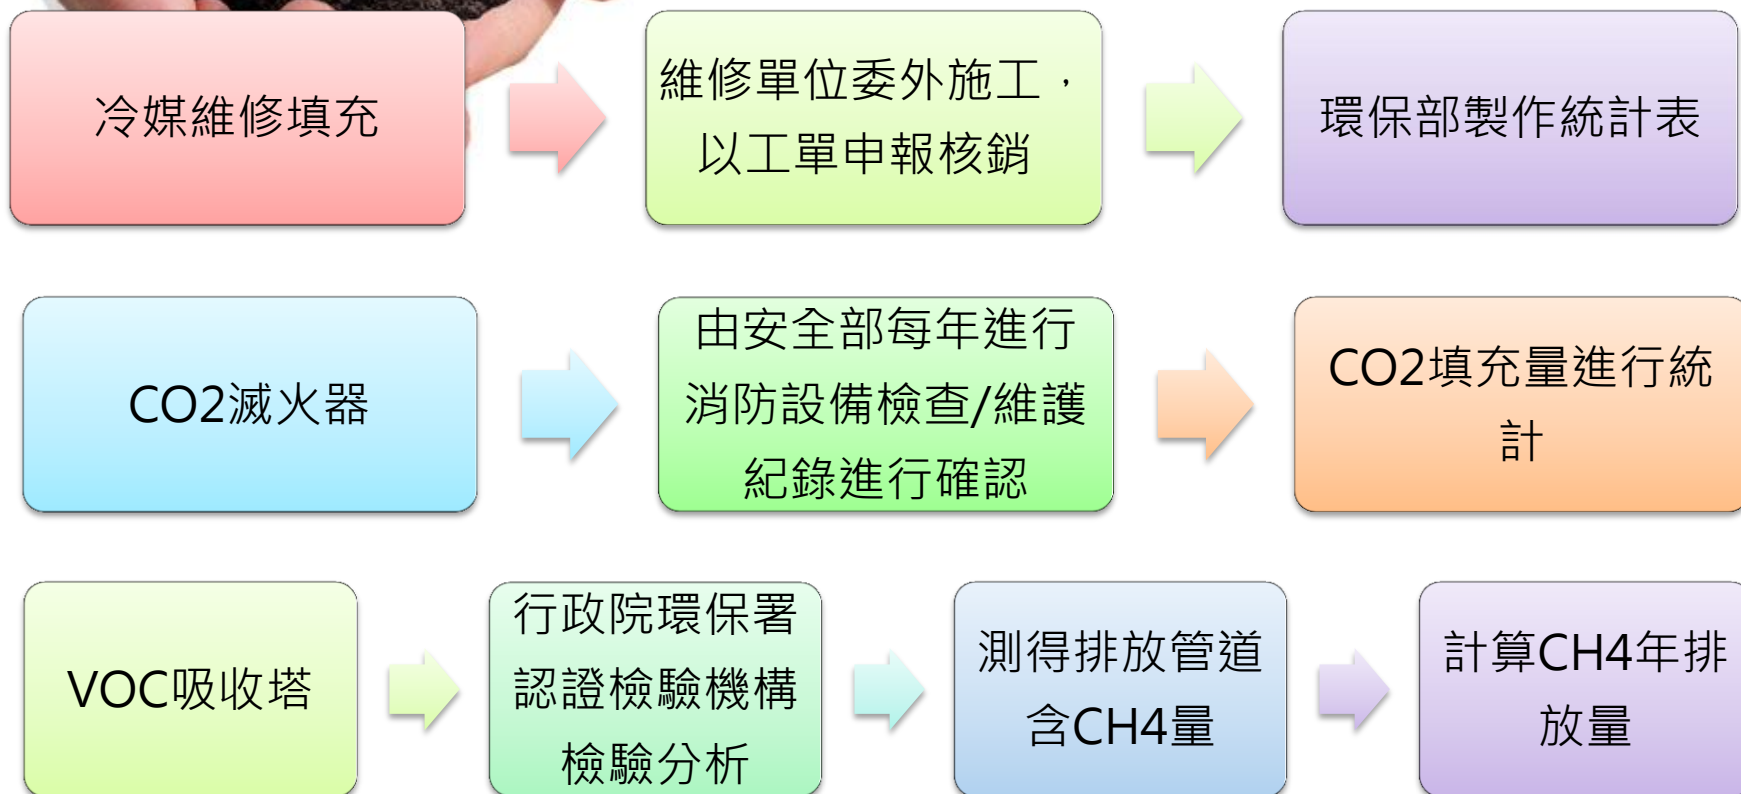 冷媒維修填充
維修單位委外施工，
以工單申報核銷
環保部製作統計表
CO2滅火器
由安全部每年進行
消防設備檢查/維護
紀錄進行確認
CO2填充量進行統
計
VOC吸收塔
行政院環保署
認證檢驗機構
檢驗分析
測得排放管道
含CH4量
計算CH4年排
放量